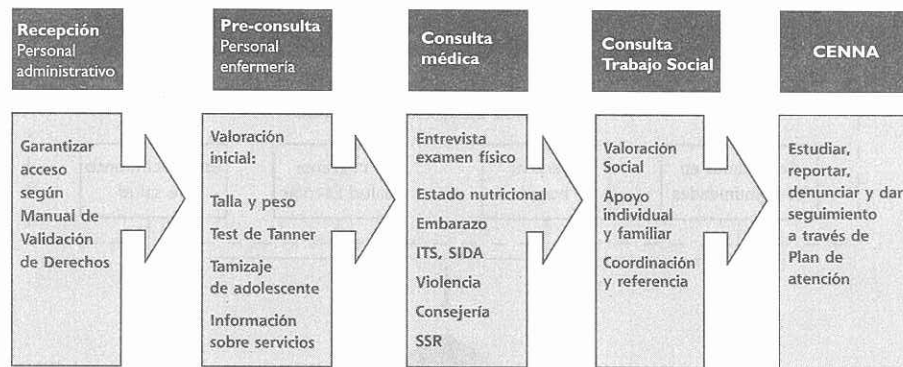 Recepción
Personal
administrativo
Garantizar
acceso
según
Manual de
Validación
de Derechos
Pre-consulta
Personal
enfermería
Valoración
inicial:
Talla y peso
Test de Tanner
Tamizaje
de adolescente
Información
sobre servicios
Consulta
médica
Entrevista
examen físico
Estado nutricional
Embarazo
ITS, SIDA
Violencia
Consejería
SSR
Consulta
Trabajo Social
Valoración
Social
Apoyo
individual
y familiar
Coordinación
y referencia
CENNA
Estudiar,
reportar,
denunciar y dar
seguimiento
a través de
Plan de
atención